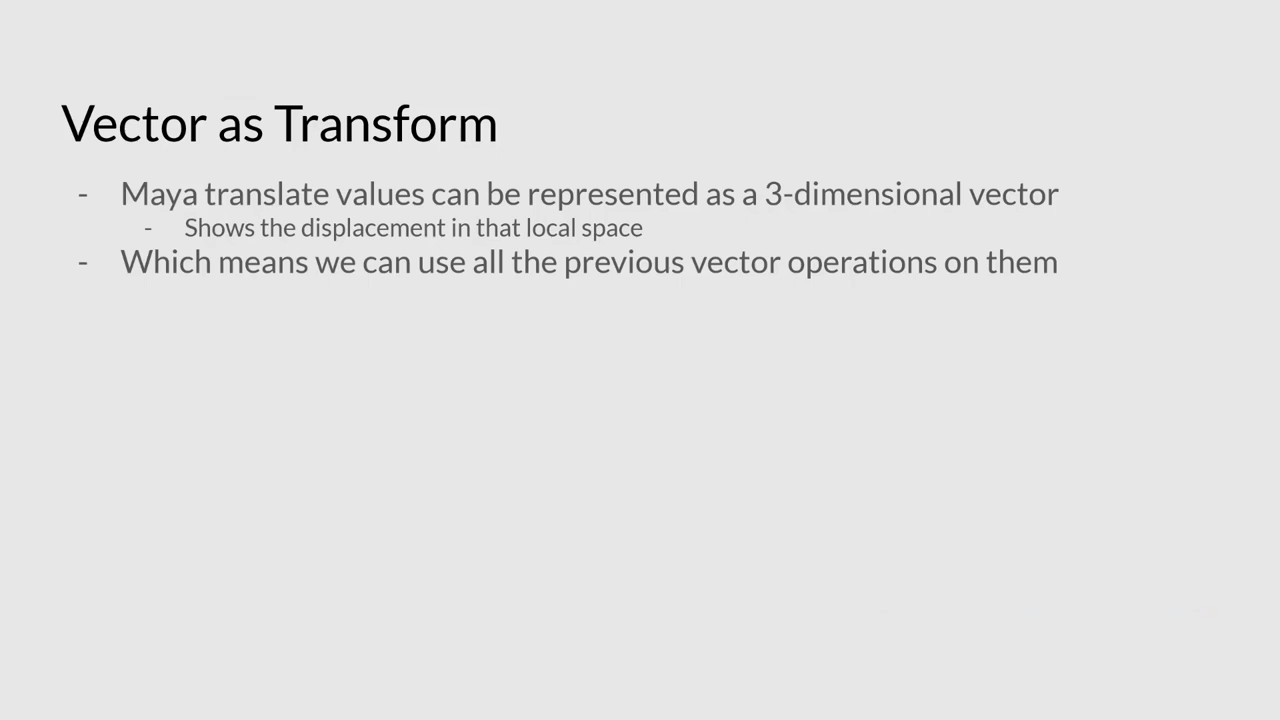 Vector as Transform
- Maya translate values can be represented as a 3-dimensional vector
- Shows the displacement in that local space
- Which means we can use all the previous vector operations on them